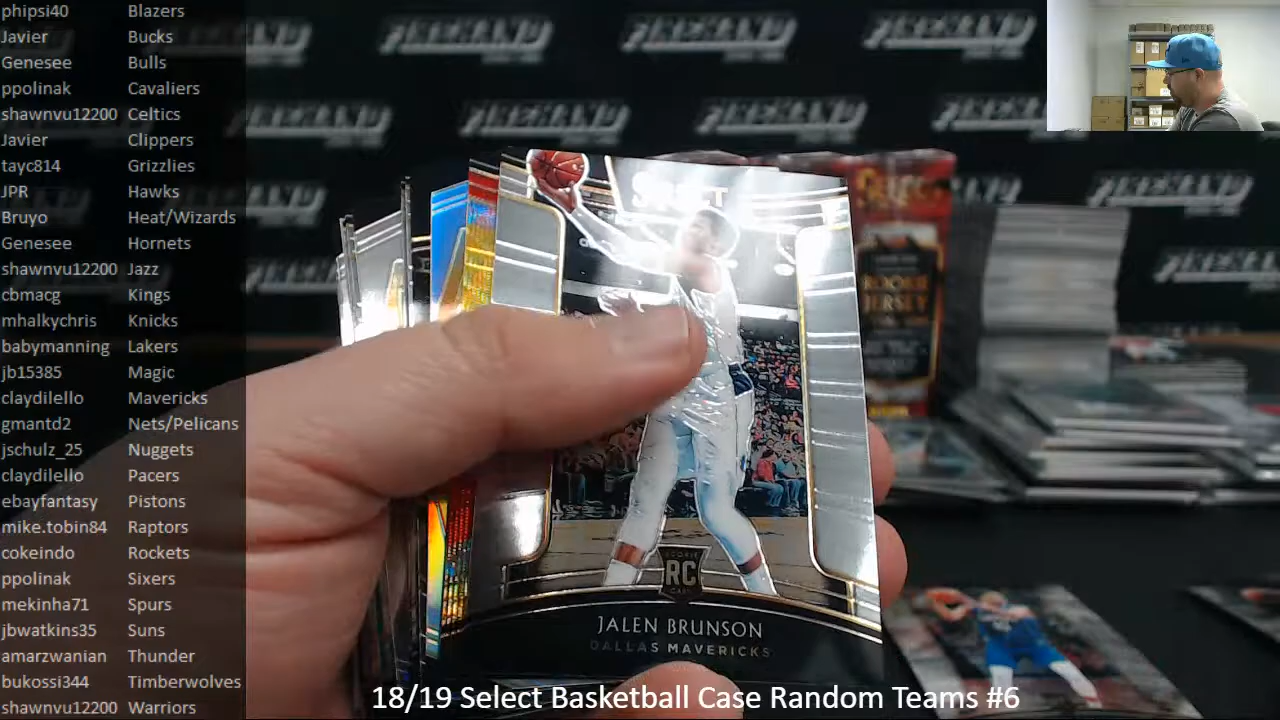 phipsi40 Blazers
Javier Bucks
Genesee Bulls
ppolinak Cavaliers
shawnvu12200 Celtics
Javier Clippers
tayc814 Grizzlies
JPR Hawks
Bruyo Heat/Wizards
Genesee Hornets
shawnvu12200 Jazz
cbmacg Kings
mhalkychris Knicks
babymanning Lakers
jb15385 Magic
claydilello Mavericks
gmantd2 Nets/Pelicans
jschulz_25 Nuggets
claydilello Pacers
ebayfantasy Pistons
mike.tobin84 Raptors
cokeindo Rockets
ppolinak Sixers
mekinha71 Spurs
jbwatkins35 Suns
amarzwanian Thunder
bukossi344 Timberwolves
shawnvu12200 Warriors
SELECT
ROOKIE
RC
CARD
JALEN BRUNSON
DALLAS MAVERICKS
ROOKIE
JERSEY
18/19 Select Basketball Case Random Teams #6